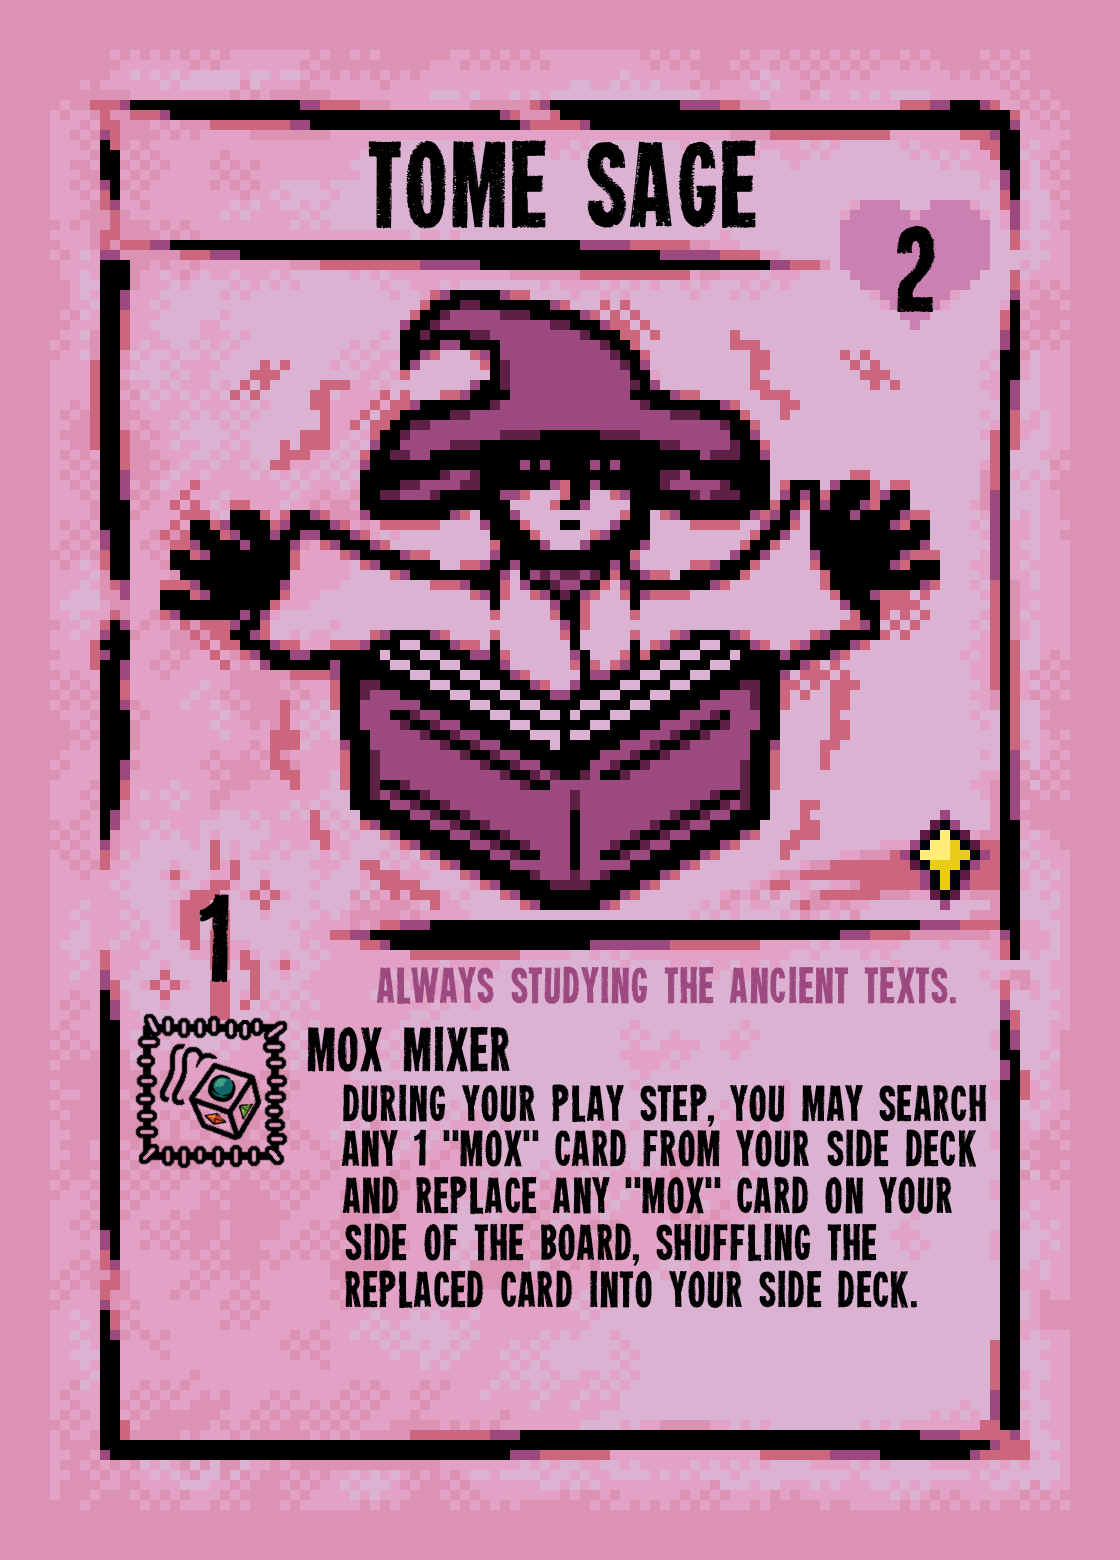 TOME SAGE
2
1
ALWAYS STUDYING THE ANCIENT TEXTS.
MOX MIXER
DURING YOUR PLAY STEP, YOU MAY SEARCH
ANY 1 "MOX" CARD FROM YOUR SIDE DECK
AND REPLACE ANY "MOX" CARD ON YOUR
SIDE OF THE BOARD, SHUFFLING THE
REPLACED CARD INTO YOUR SIDE DECK.